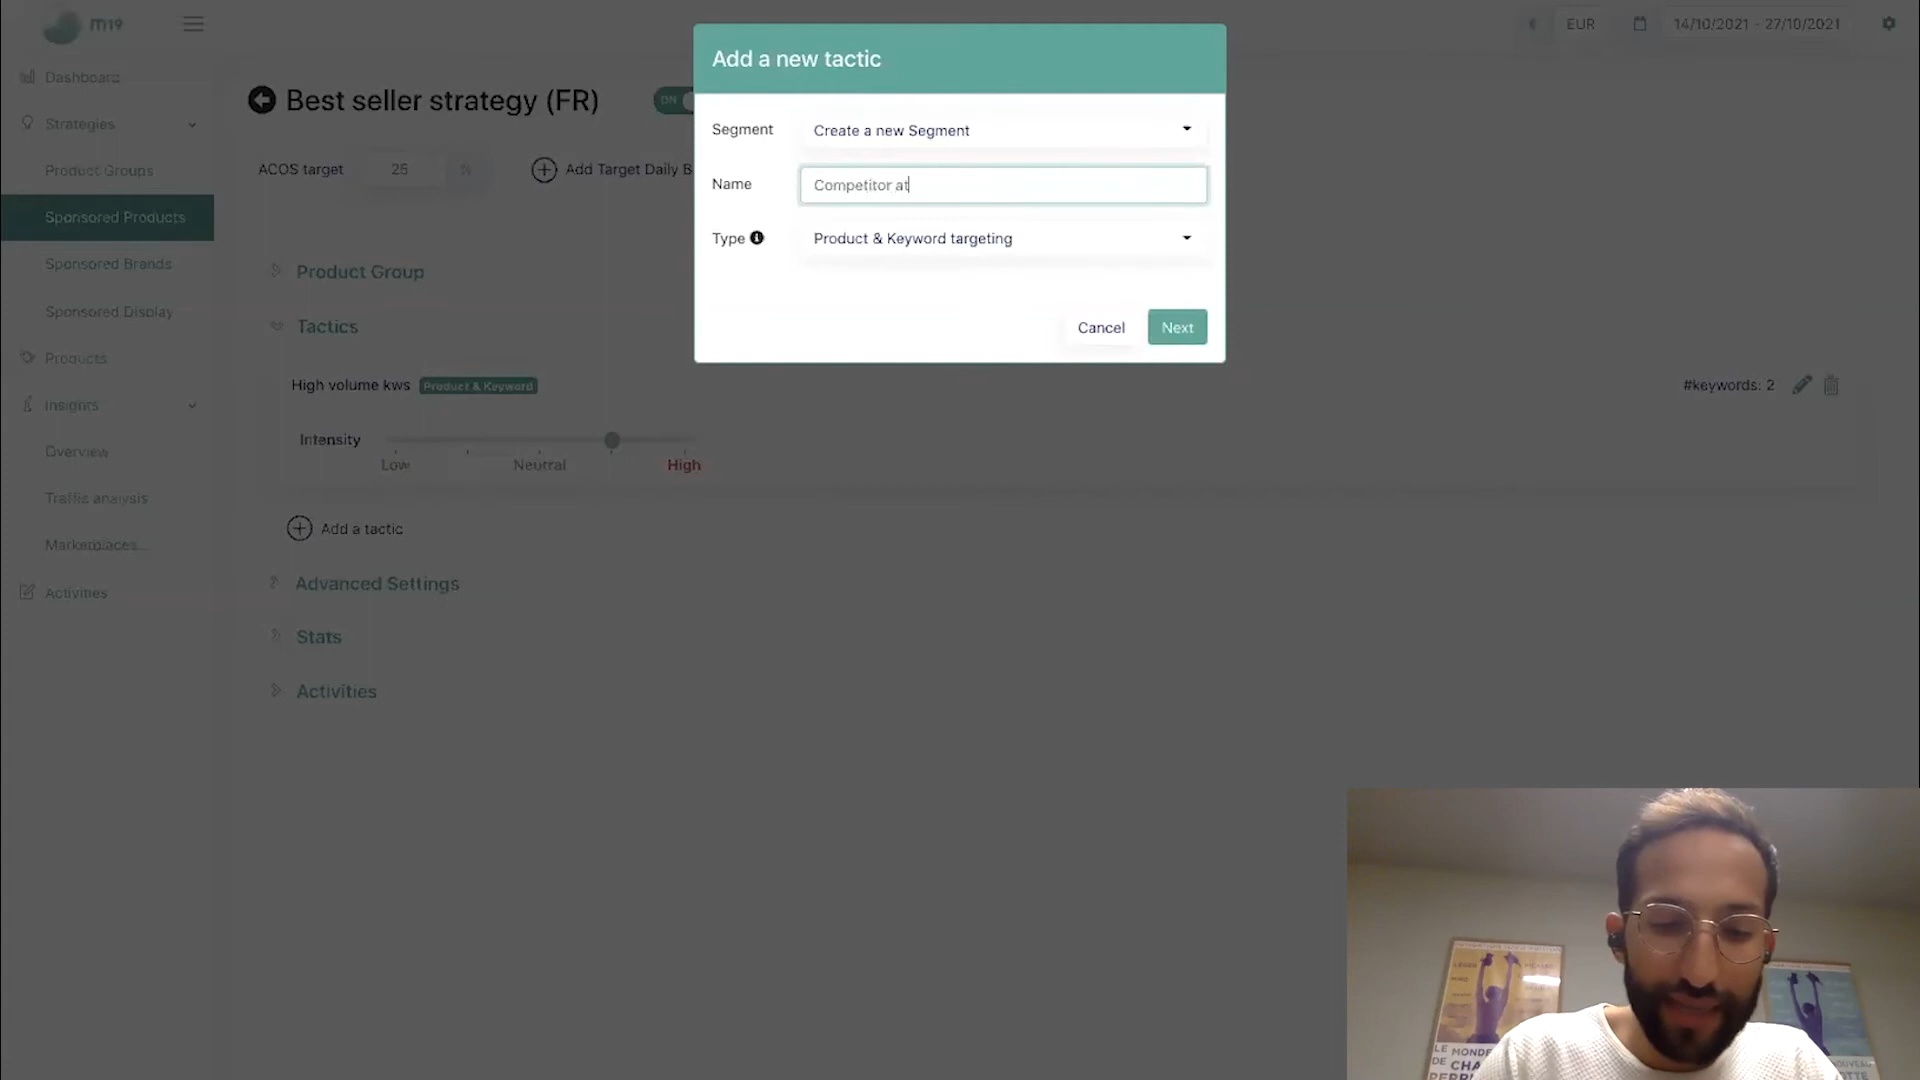 m19
EUR
14/10/2021 - 27/10/2021
Add a new tactic
Segment
Create a new Segment
Name
Competitor at
Type
Product & Keyword targeting
Cancel
Next
Dashboard
Strategies
Product Groups
Sponsored Products
Sponsored Brands
Sponsored Display
Products
Insights
Overview
Traffic analysis
Marketplaces...
Activities
Best seller strategy (FR)
ON
ACOS target
25
%
Add Target Daily B
Product Group
Tactics
High volume kws
Product & Keyword
#keywords: 2
Intensity
Low
Neutral
High
Add a tactic
Advanced Settings
Stats
Activities
LE MONDE
DE CHA